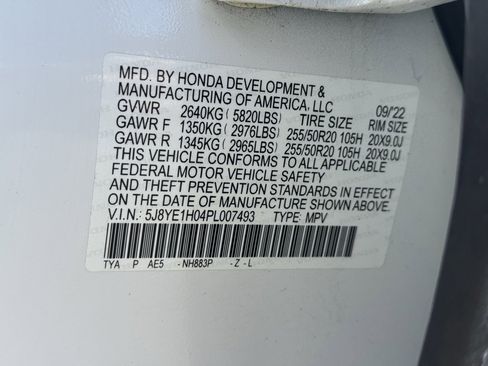 MFD. BY HONDA DEVELOPMENT &
MANUFACTURING OF AMERICA, LLC 09/22
GVWR 2640KG ( 5820LBS) TIRE SIZE RIM SIZE
GAWR F 1350KG ( 2976LBS) 255/50R20 105H 20X9.0J
GAWR R 1345KG ( 2965LBS) 255/50R20 105H 20X9.0J
THIS VEHICLE CONFORMS TO ALL APPLICABLE
FEDERAL MOTOR VEHICLE SAFETY
AND THEFT PREVENTION STANDARDS IN EFFECT
ON THE DATE OF MANUFACTURE SHOWN ABOVE.
V.I.N.: 5J8YE1H04PL007493 TYPE: MPV
TYA P AE5 -NH883P -Z - L